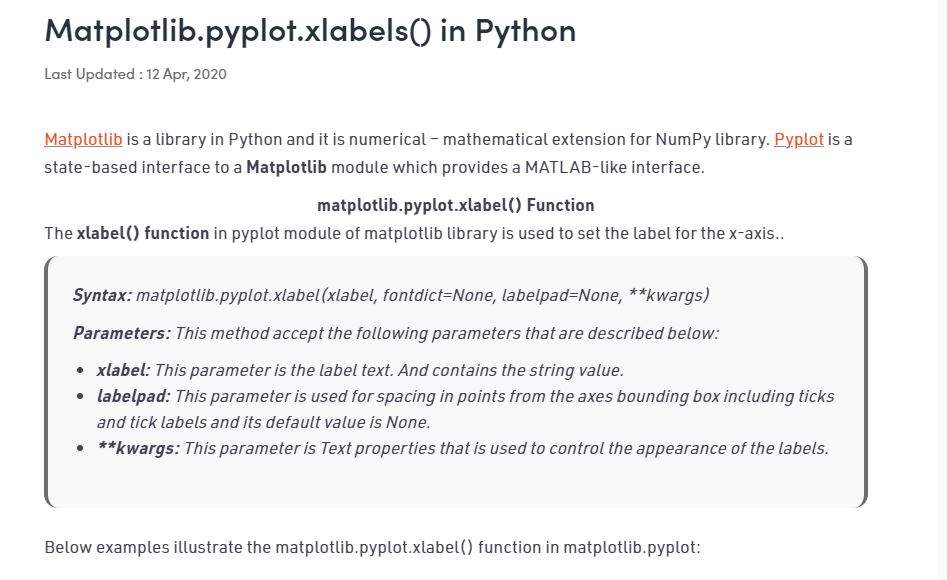 Matplotlib.pyplot.xlabels() in Python
Last Updated : 12 Apr, 2020
Matplotlib is a library in Python and it is numerical – mathematical extension for NumPy library. Pyplot is a
state-based interface to a Matplotlib module which provides a MATLAB-like interface.
matplotlib.pyplot.xlabel() Function
The xlabel() function in pyplot module of matplotlib library is used to set the label for the x-axis..
Syntax: matplotlib.pyplot.xlabel(xlabel, fontdict=None, labelpad=None, **kwargs)
Parameters: This method accept the following parameters that are described below:
• xlabel: This parameter is the label text. And contains the string value.
• labelpad: This parameter is used for spacing in points from the axes bounding box including ticks
and tick labels and its default value is None.
• **kwargs: This parameter is Text properties that is used to control the appearance of the labels.
Below examples illustrate the matplotlib.pyplot.xlabel() function in matplotlib.pyplot: